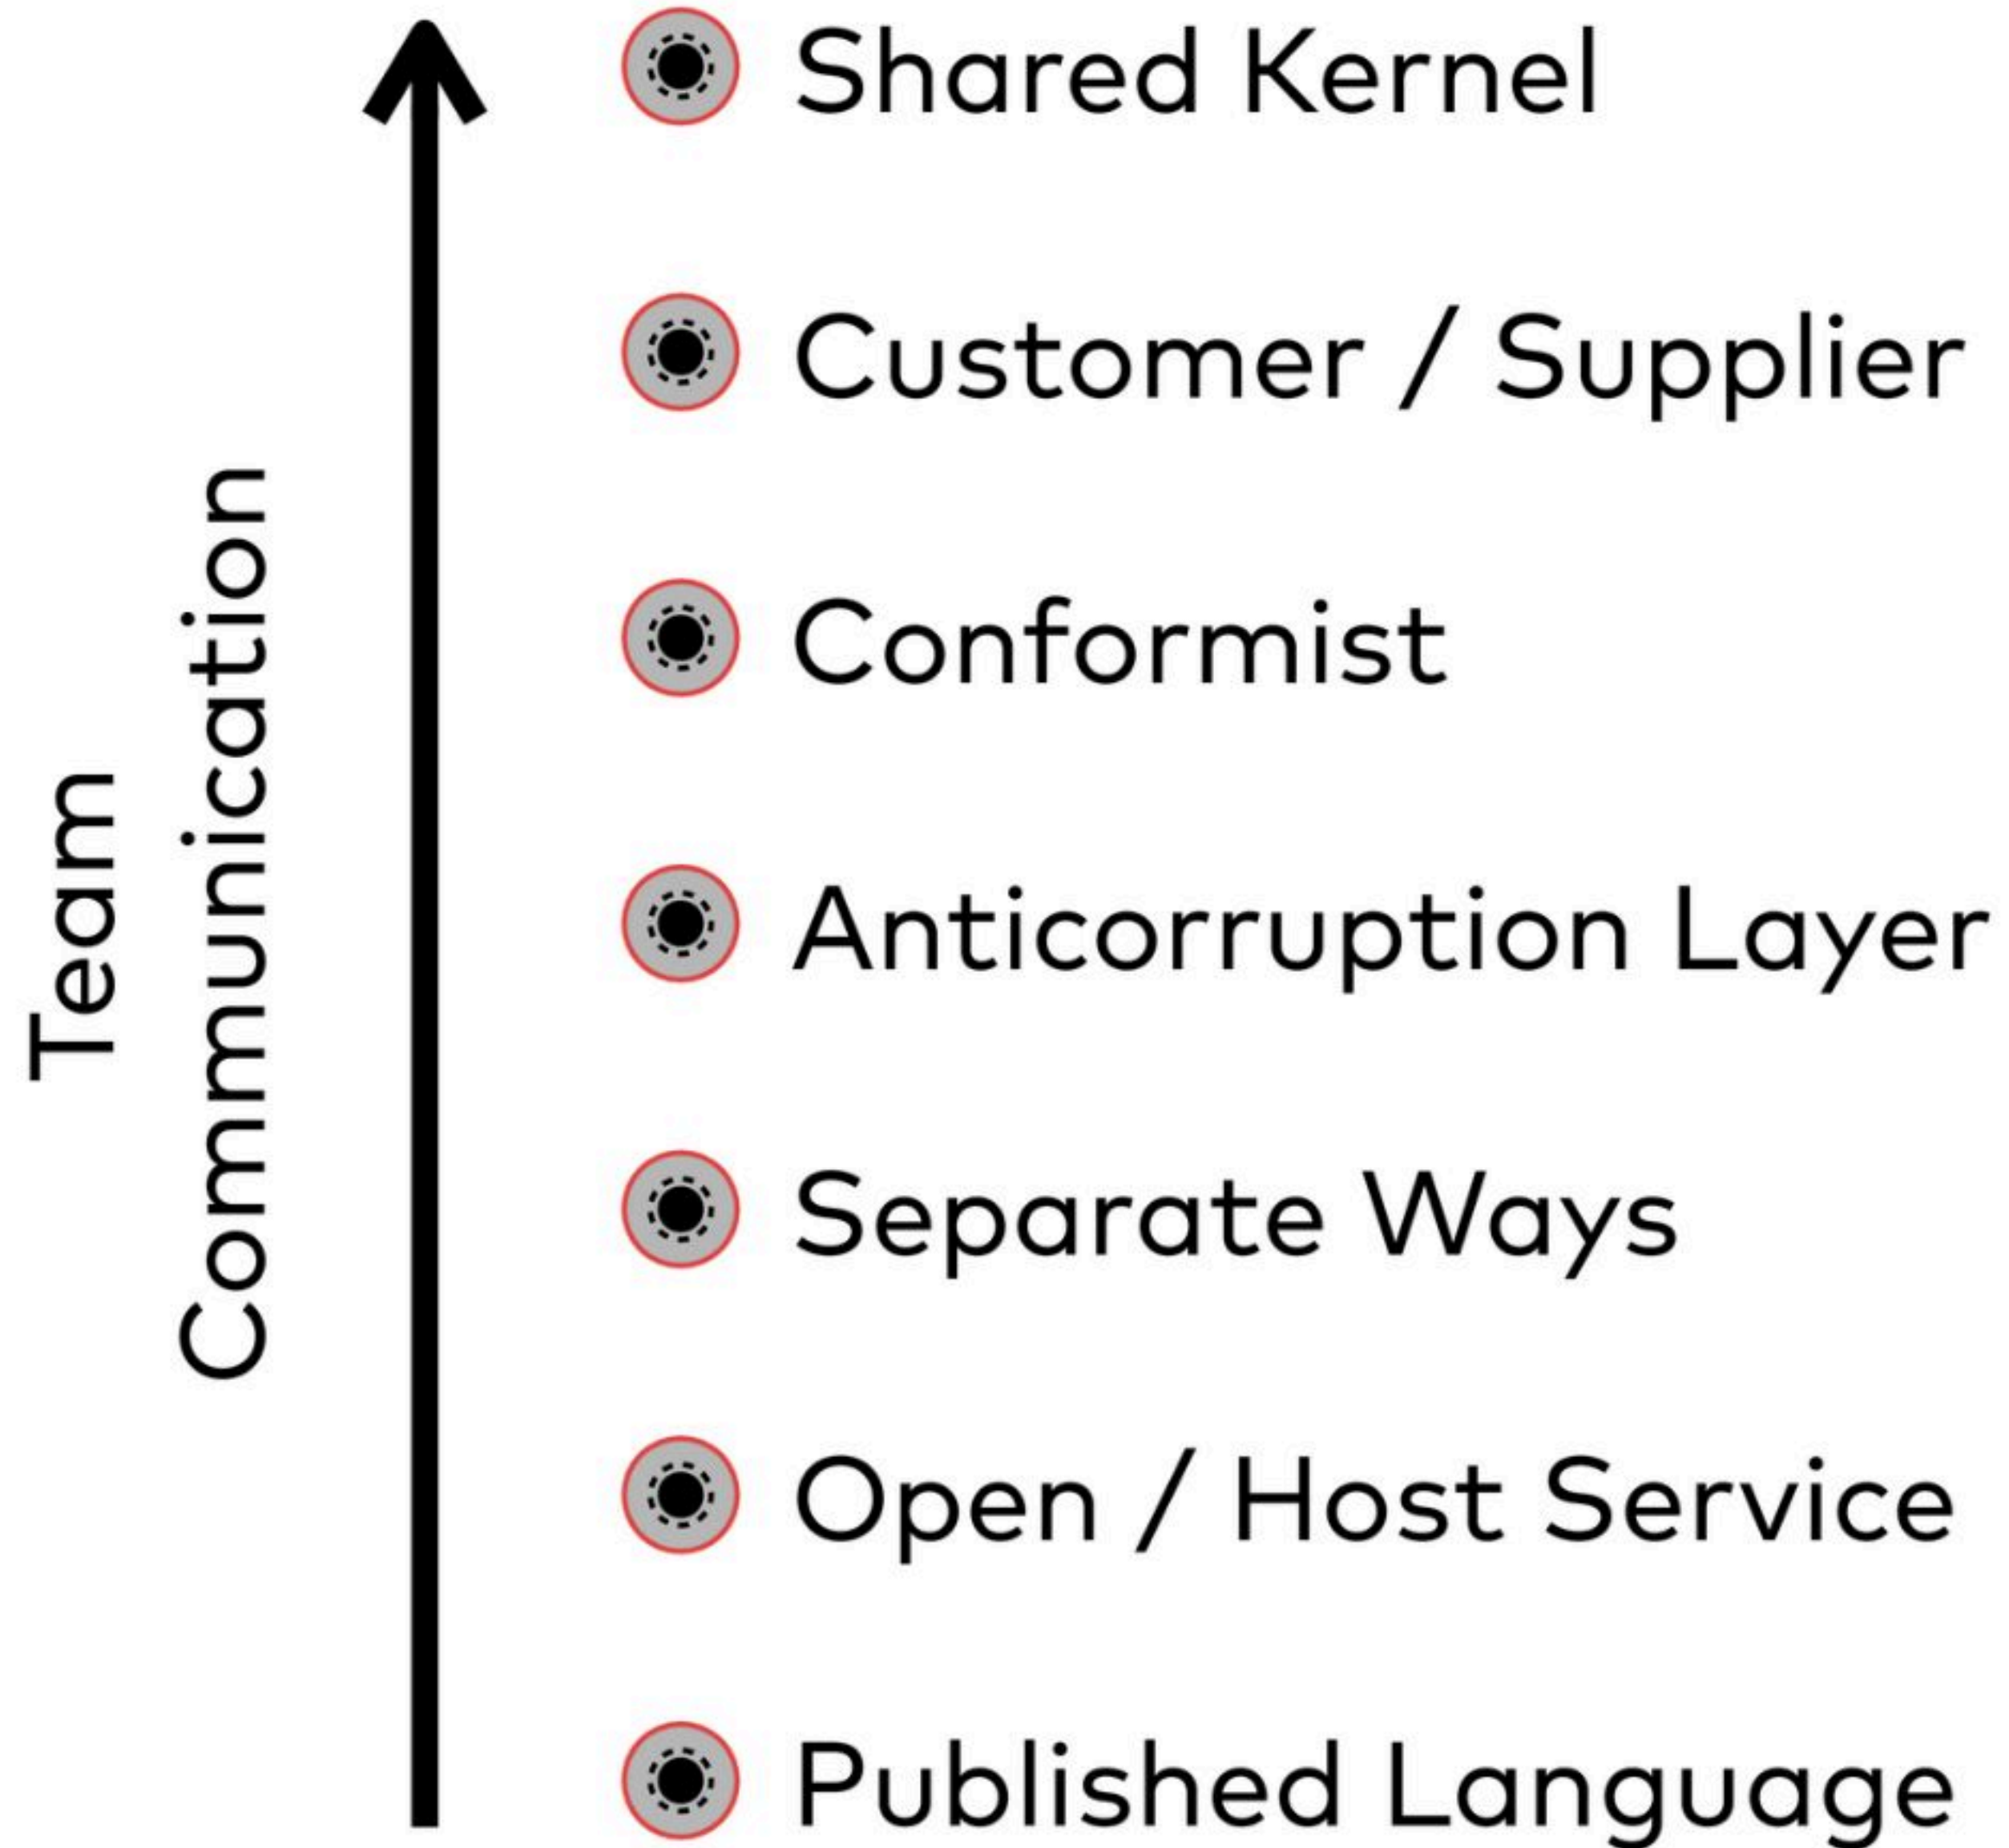 Team
Communication
Shared Kernel
Customer / Supplier
Conformist
Anticorruption Layer
Separate Ways
Open / Host Service
Published Language